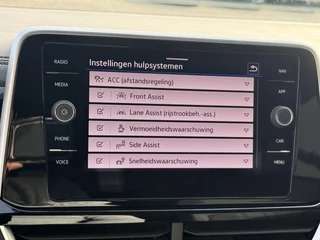 Instellingen hulpsystemen
RADIO
NAV
ACC (afstandsregeling)
MEDIA
APP
Front Assist
Lane Assist (rijstrookbeh.-ass.)
Vermoeidheidswaarschuwing
PHONE
CAR
Side Assist
VOICE
MENU
Snelheidswaarschuwing